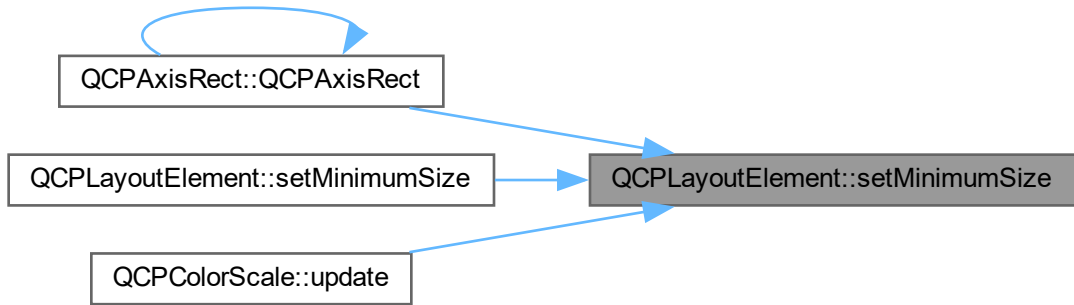 QCPAxisRect::QCPAxisRect
QCPLayoutElement::setMinimumSize
QCPLayoutElement::setMinimumSize
QCPColorScale::update